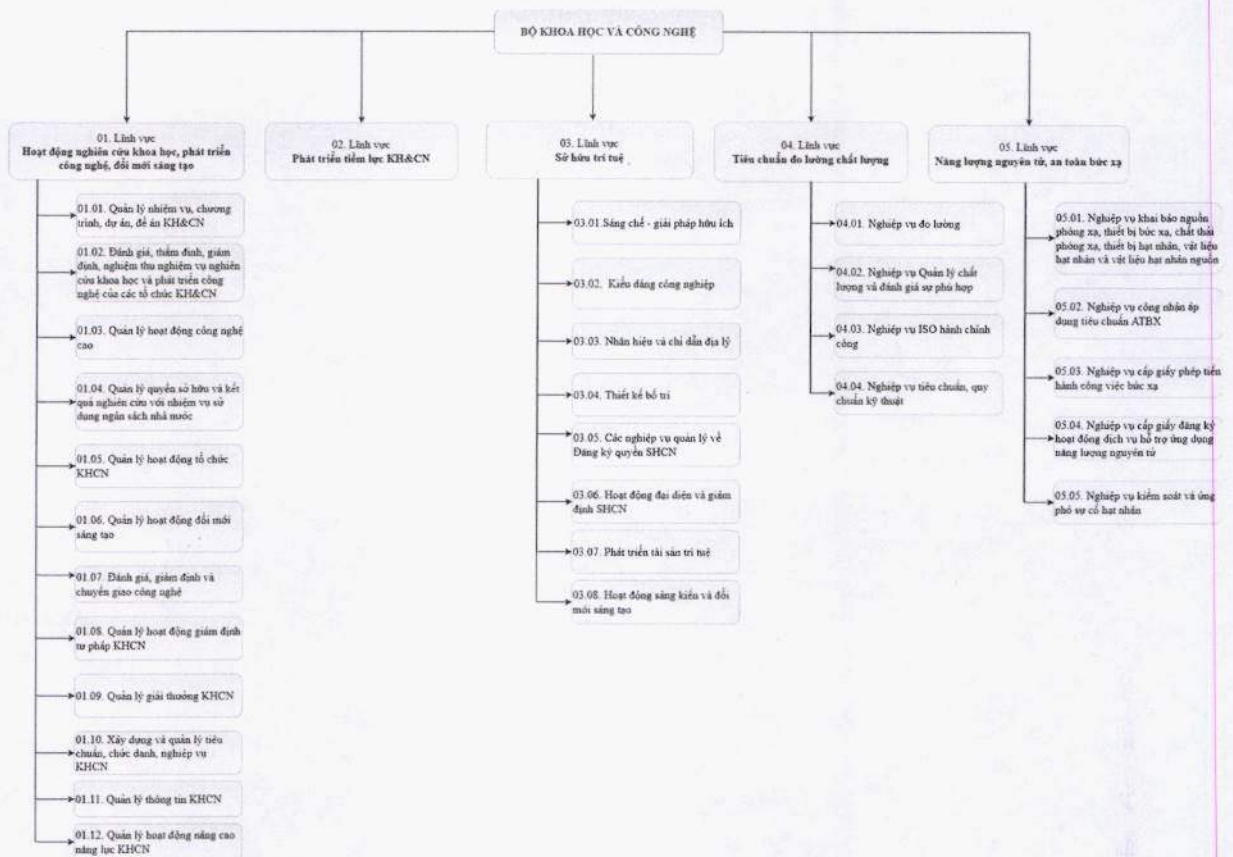 BỘ KHOA HỌC VÀ CÔNG NGHỆ
01. Lĩnh vực
Hoạt động nghiên cứu khoa học, phát triển
công nghệ, đổi mới sáng tạo
01.01. Quản lý nhiệm vụ, chương
trình, dự án, đề án KH&CN
01.02. Đánh giá, thẩm định, giám
định, nghiệm thu nghiệm vụ nghiên
cứu khoa học và phát triển công
nghệ của các tổ chức KH&CN
01.03. Quản lý hoạt động công nghệ
cao
01.04. Quản lý quyền sở hữu và kết
quả nghiên cứu với nhiệm vụ sử
dụng ngân sách nhà nước
01.05. Quản lý hoạt động tổ chức
KHCN
01.06. Quản lý hoạt động đổi mới
sáng tạo
01.07. Đánh giá, giám định và
chuyển giao công nghệ
01.08. Quản lý hoạt động giám định
tư pháp KHCN
01.09. Quản lý giải thưởng KHCN
01.10. Xây dựng và quản lý tiêu
chuẩn, chức danh, nghiệp vụ
KHCN
01.11. Quản lý thông tin KHCN
01.12. Quản lý hoạt động nâng cao
năng lực KHCN
02. Lĩnh vực
Phát triển tiềm lực KH&CN
03. Lĩnh vực
Sở hữu trí tuệ
03.01.Sáng chế - giải pháp hữu ích
03.02. Kiểu dáng công nghiệp
03.03. Nhãn hiệu và chỉ dẫn địa lý
03.04. Thiết kế bố trí
03.05. Các nghiệp vụ quản lý về
Đăng ký quyền SHCN
03.06. Hoạt động đại diện và giám
định SHCN
03.07. Phát triển tài sản trí tuệ
03.08. Hoạt động sáng kiến và đổi
mới sáng tạo
04. Lĩnh vực
Tiêu chuẩn đo lường chất lượng
04.01. Nghiệp vụ đo lường
04.02. Nghiệp vụ Quản lý chất
lượng và đánh giá sự phù hợp
04.03. Nghiệp vụ ISO hành chính
công
04.04. Nghiệp vụ tiêu chuẩn, quy
chuẩn kỹ thuật
05. Lĩnh vực
Năng lượng nguyên tử, an toàn bức xạ
05.01. Nghiệp vụ khai báo nguồn
phóng xạ, thiết bị bức xạ, chất thải
phóng xạ, thiết bị hạt nhân, vật liệu
hạt nhân và vật liệu hạt nhân nguồn
05.02. Nghiệp vụ công nhận áp
dụng tiêu chuẩn ATBX
05.03. Nghiệp vụ cấp giấy phép tiến
hành công việc bức xạ
05.04. Nghiệp vụ cấp giấy đăng ký
hoạt động dịch vụ hỗ trợ ứng dụng
năng lượng nguyên tử
05.05. Nghiệp vụ kiểm soát và ứng
phó sự cố hạt nhân